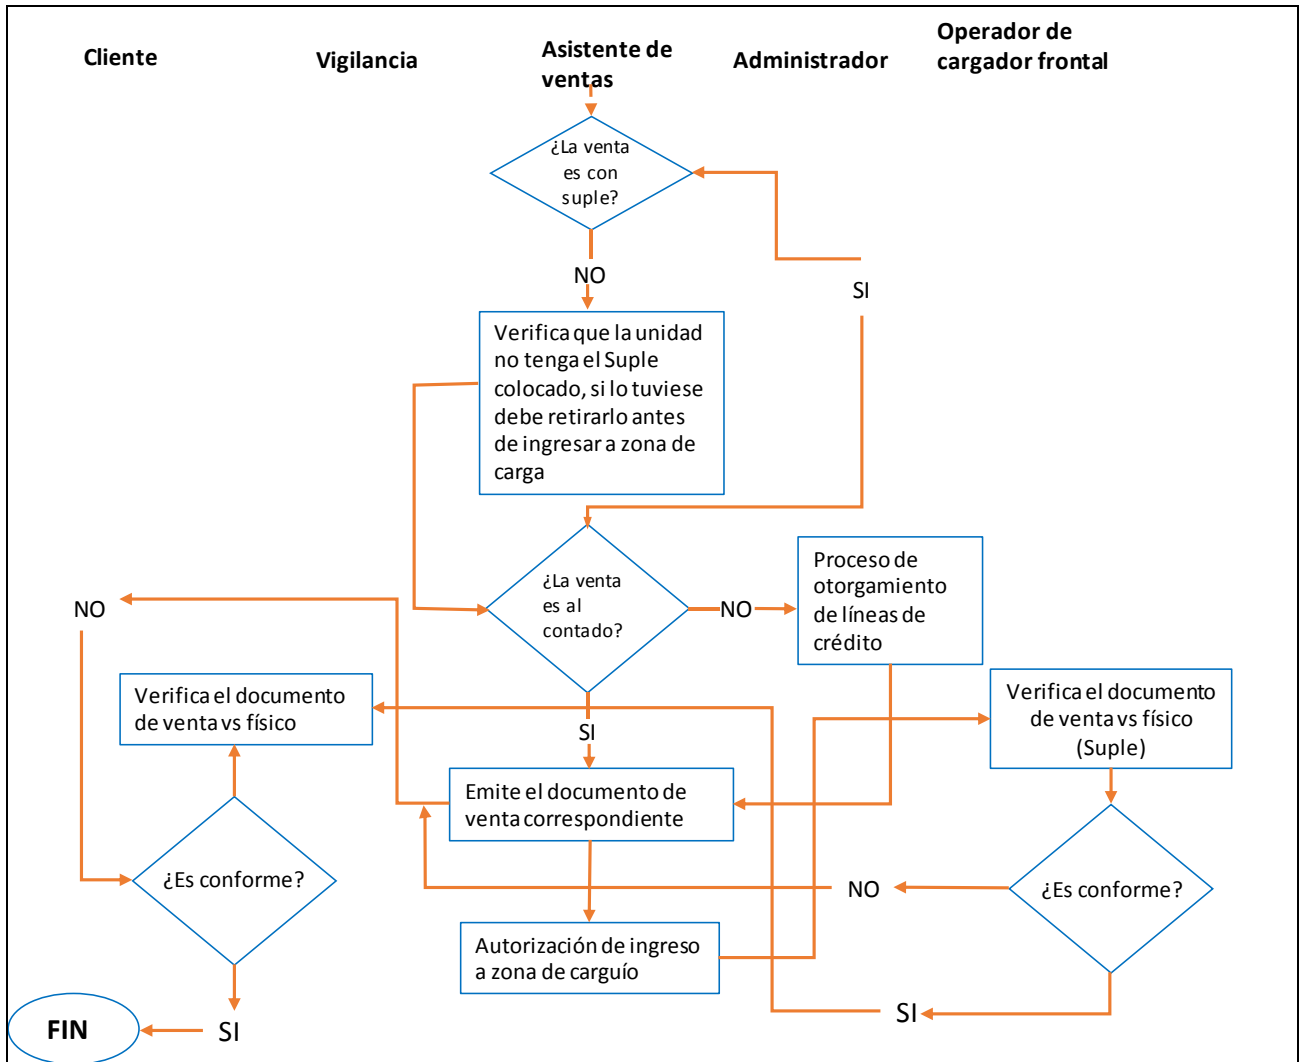 Cliente
Vigilancia
Asistente de
ventas
Administrador
Operador de
cargador frontal
¿La venta
es con
suple?
NO
SI
Verifica que la unidad
no tenga el Suple
colocado, si lo tuviese
debe retirarlo antes
de ingresar a zona de
carga
¿La venta
es al
contado?
NO
Proceso de
otorgamiento
de líneas de
crédito
NO
Verifica el documento
de venta vs físico
Verifica el documento
de venta vs físico
(Suple)
SI
Emite el documento de
venta correspondiente
¿Es conforme?
NO
¿Es conforme?
Autorización de ingreso
a zona de carguío
SI
FIN
SI